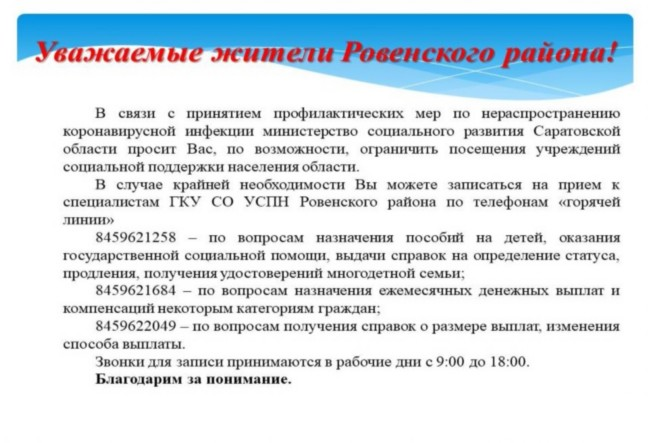 Уважаемые жители Ровенского района!
В связи с принятием профилактических мер по нераспространению
коронавирусной инфекции министерство социального развития Саратовской
области просит Вас, по возможности, ограничить посещения учреждений
социальной поддержки населения области.
В случае крайней необходимости Вы можете записаться на прием к
специалистам ГКУ СО УСПН Ровенского района по телефонам «горячей
линии»
8459621258 – по вопросам назначения пособий на детей, оказания
государственной социальной помощи, выдачи справок на определение статуса,
продления, получения удостоверений многодетной семьи;
8459621684 – по вопросам назначения ежемесячных денежных выплат и
компенсаций некоторым категориям граждан;
8459622049 – по вопросам получения справок о размере выплат, изменения
способа выплаты.
Звонки для записи принимаются в рабочие дни с 9:00 до 18:00.
Благодарим за понимание.